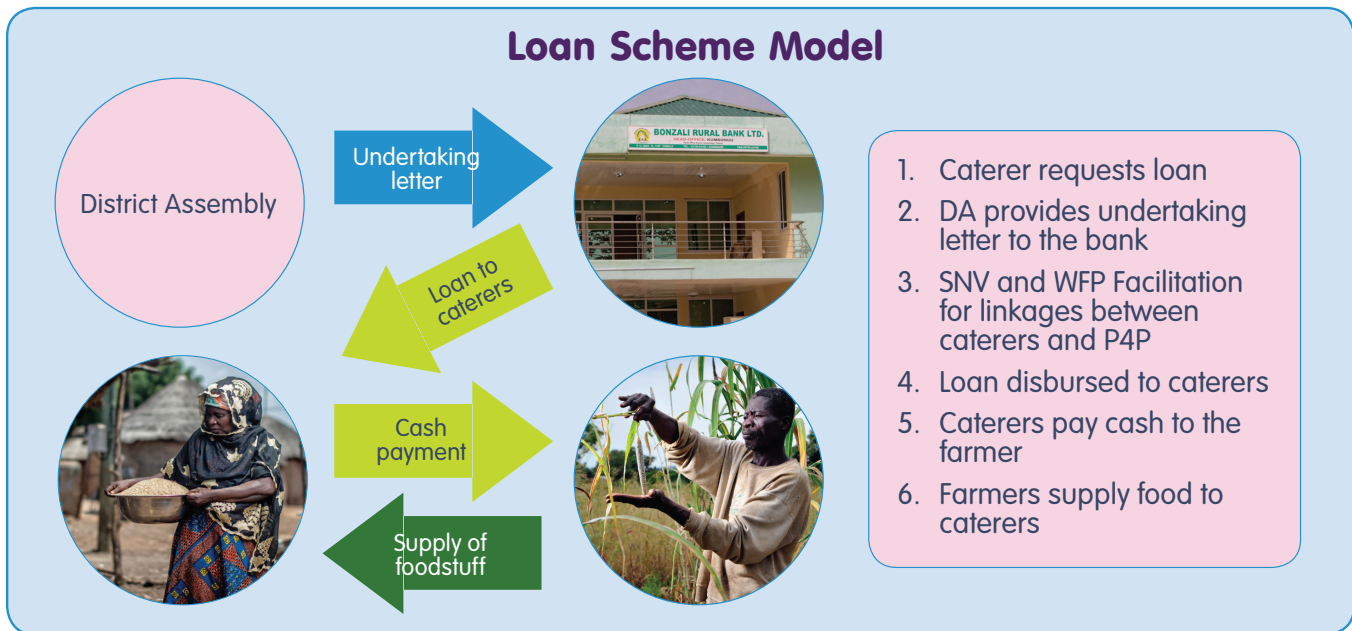 Loan Scheme Model
District Assembly
Undertaking
letter
BONZALI RURAL BANK LTD.
Loan to
caterers
Cash
payment
Supply of
foodstuff
1. Caterer requests loan
2. DA provides undertaking
letter to the bank
3. SNV and WFP Facilitation
for linkages between
caterers and P4P
4. Loan disbursed to caterers
5. Caterers pay cash to the
farmer
6. Farmers supply food to
caterers